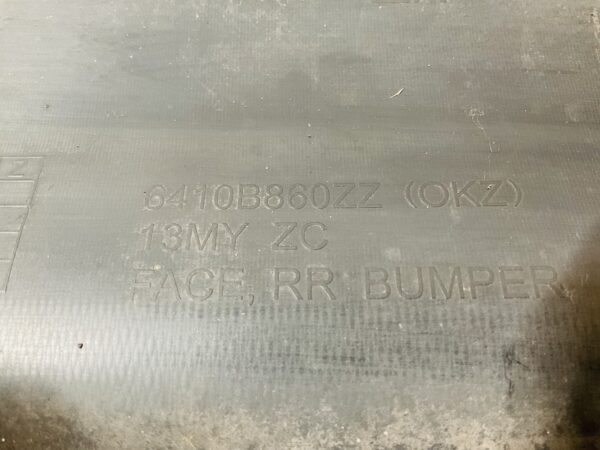 6410B860ZZ (OKZ)
13MY ZC
FACE, RR BUMPER